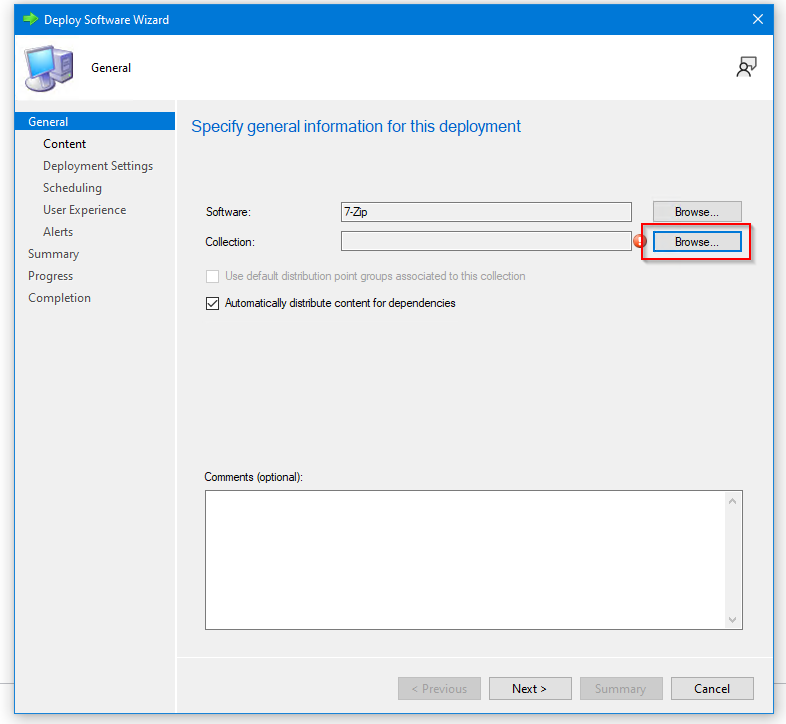 Deploy Software Wizard
General
General
Content
Deployment Settings
Scheduling
User Experience
Alerts
Summary
Progress
Completion
Specify general information for this deployment
Software: 7-Zip Browse...
Collection: Browse...
Use default distribution point groups associated to this collection
Automatically distribute content for dependencies
Comments (optional):
< Previous Next > Summary Cancel